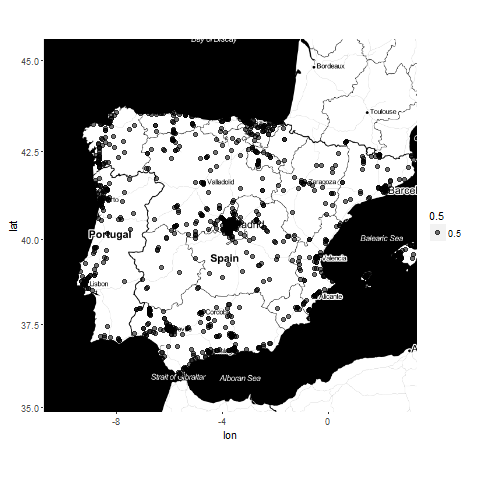 Bay of Biscay
45.0
Bordeaux
Toulouse
42.5
Valladolid
Zaragoza
Barcel
0.5
0.5
lat
40.0
Portugal
Madrid
Balearic Sea
Spain
Valencia
Lisbon
Alicante
37.5
Cordoba
Strait of Gibraltar
Alboran Sea
35.0
-8
-4
0
lon